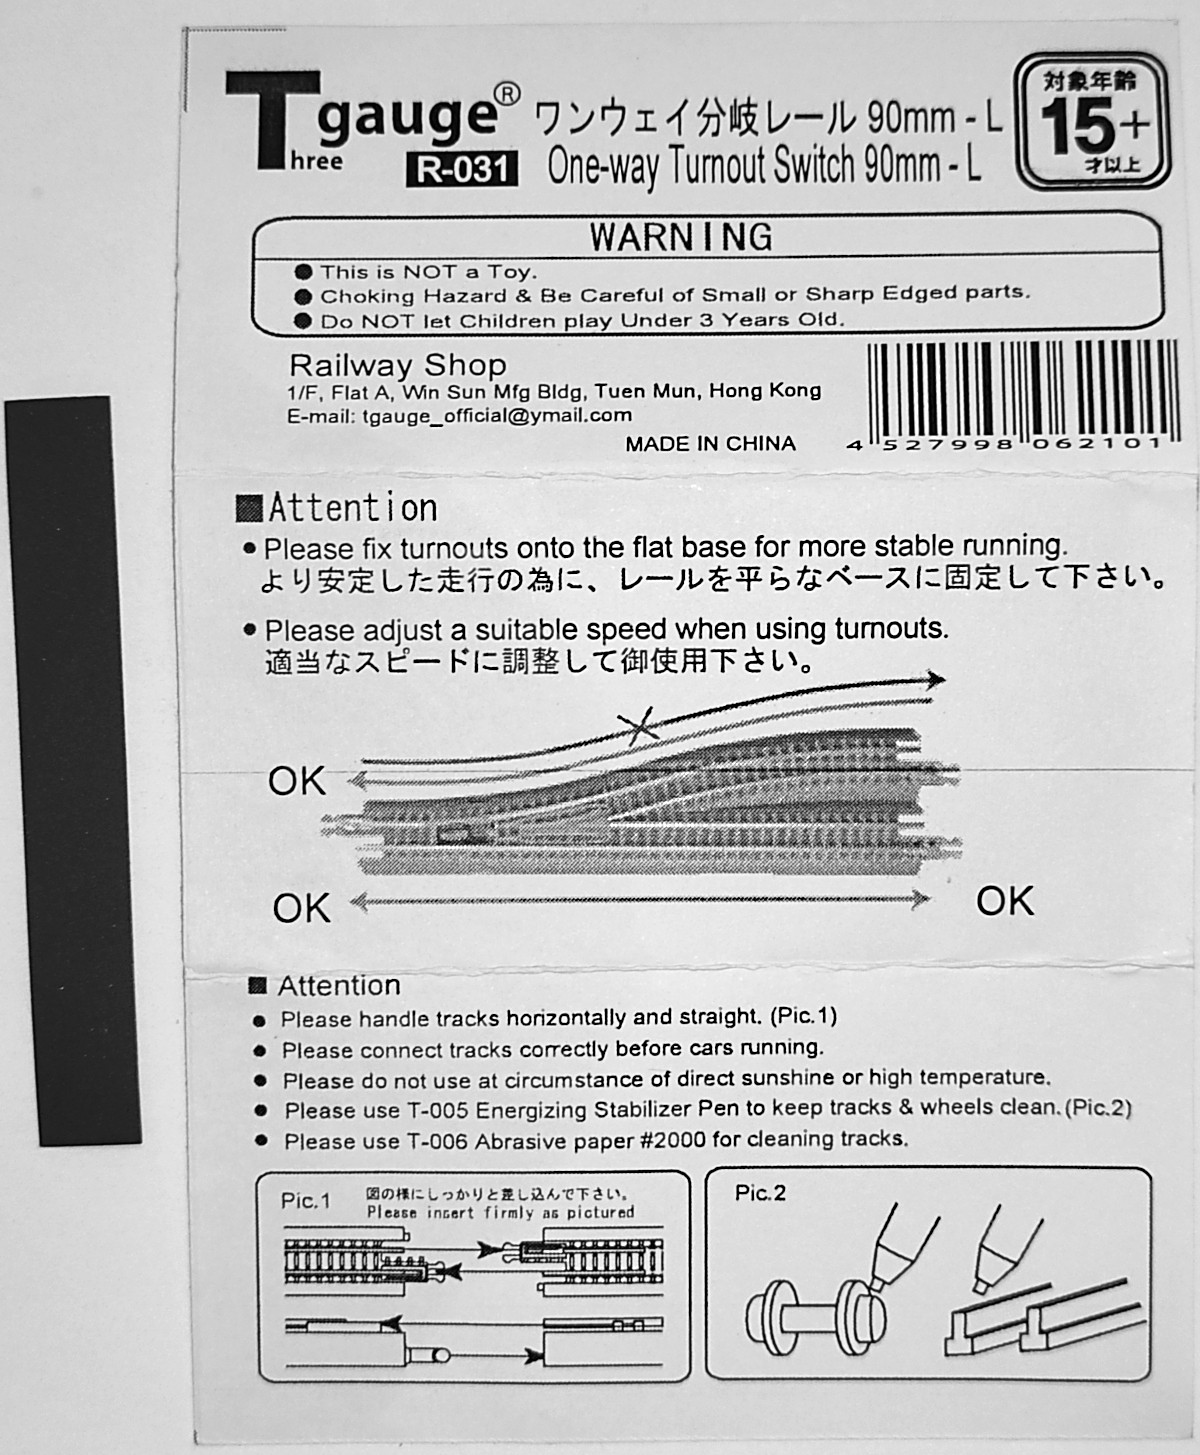 Three gauge® ワンウェイ分岐レール 90mm - L
R-031 One-way Turnout Switch 90mm - L
対象年齢
15+
才以上
WARNING
● This is NOT a Toy.
● Choking Hazard & Be Careful of Small or Sharp Edged parts.
● Do NOT let Children play Under 3 Years Old.
Railway Shop
1/F, Flat A, Win Sun Mfg Bldg, Tuen Mun, Hong Kong
E-mail: tgauge_official@ymail.com
MADE IN CHINA
4 527998 062101
■Attention
● Please fix turnouts onto the flat base for more stable running.
より安定した走行の為に、レールを平らなベースに固定して下さい。
● Please adjust a suitable speed when using turnouts.
適当なスピードに調整して御使用下さい。
OK
OK
OK
■ Attention
● Please handle tracks horizontally and straight. (Pic.1)
● Please connect tracks correctly before cars running.
● Please do not use at circumstance of direct sunshine or high temperature.
● Please use T-005 Energizing Stabilizer Pen to keep tracks & wheels clean.(Pic.2)
● Please use T-006 Abrasive paper #2000 for cleaning tracks.
Pic.1
図の様にしっかりと差し込んで下さい。
Please insert firmly as pictured
Pic.2